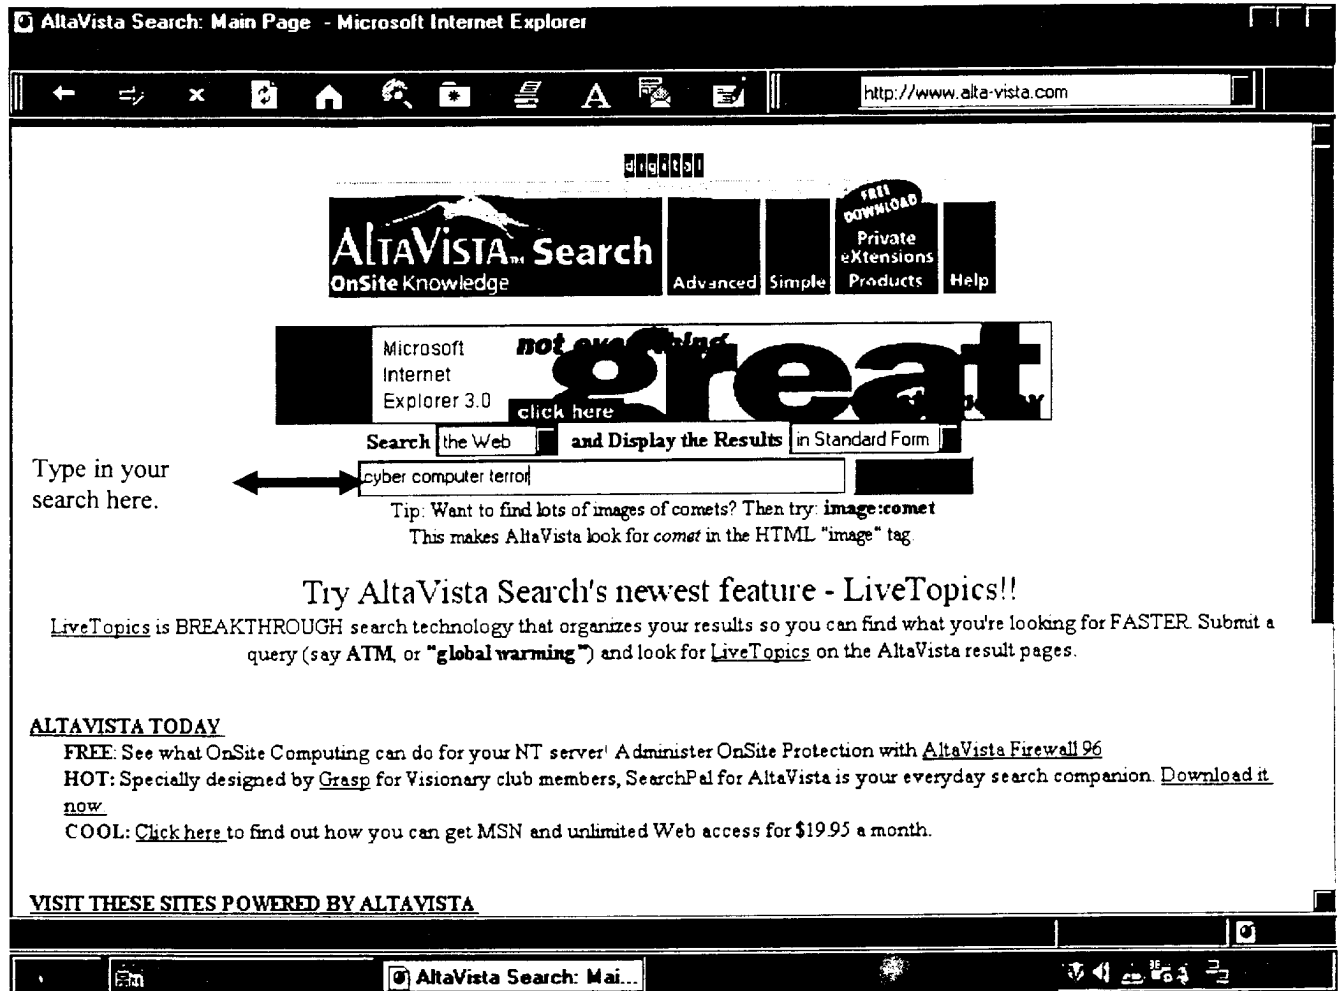 AltaVista Search: Main Page - Microsoft Internet Explorer
http://www.alta-vista.com
digital
ALTAVISTA™ Search
OnSite Knowledge
Advanced
Simple
FREE DOWNLOAD
Private eXtensions Products
Help
Microsoft Internet Explorer 3.0
not everything
great
click here
Search the Web and Display the Results in Standard Form
Type in your search here.
cyber computer terror
Tip: Want to find lots of images of comets? Then try: image:comet
This makes AltaVista look for comet in the HTML "image" tag.
Try AltaVista Search's newest feature - LiveTopics!!
LiveTopics is BREAKTHROUGH search technology that organizes your results so you can find what you're looking for FASTER. Submit a
query (say ATM, or "global warming") and look for LiveTopics on the AltaVista result pages.
ALTAVISTA TODAY
FREE: See what OnSite Computing can do for your NT server! Administer OnSite Protection with AltaVista Firewall 96
HOT: Specially designed by Grasp for Visionary club members, SearchPal for AltaVista is your everyday search companion. Download it
now.
COOL: Click here to find out how you can get MSN and unlimited Web access for $19.95 a month.
VISIT THESE SITES POWERED BY ALTAVISTA
AltaVista Search: Mai...